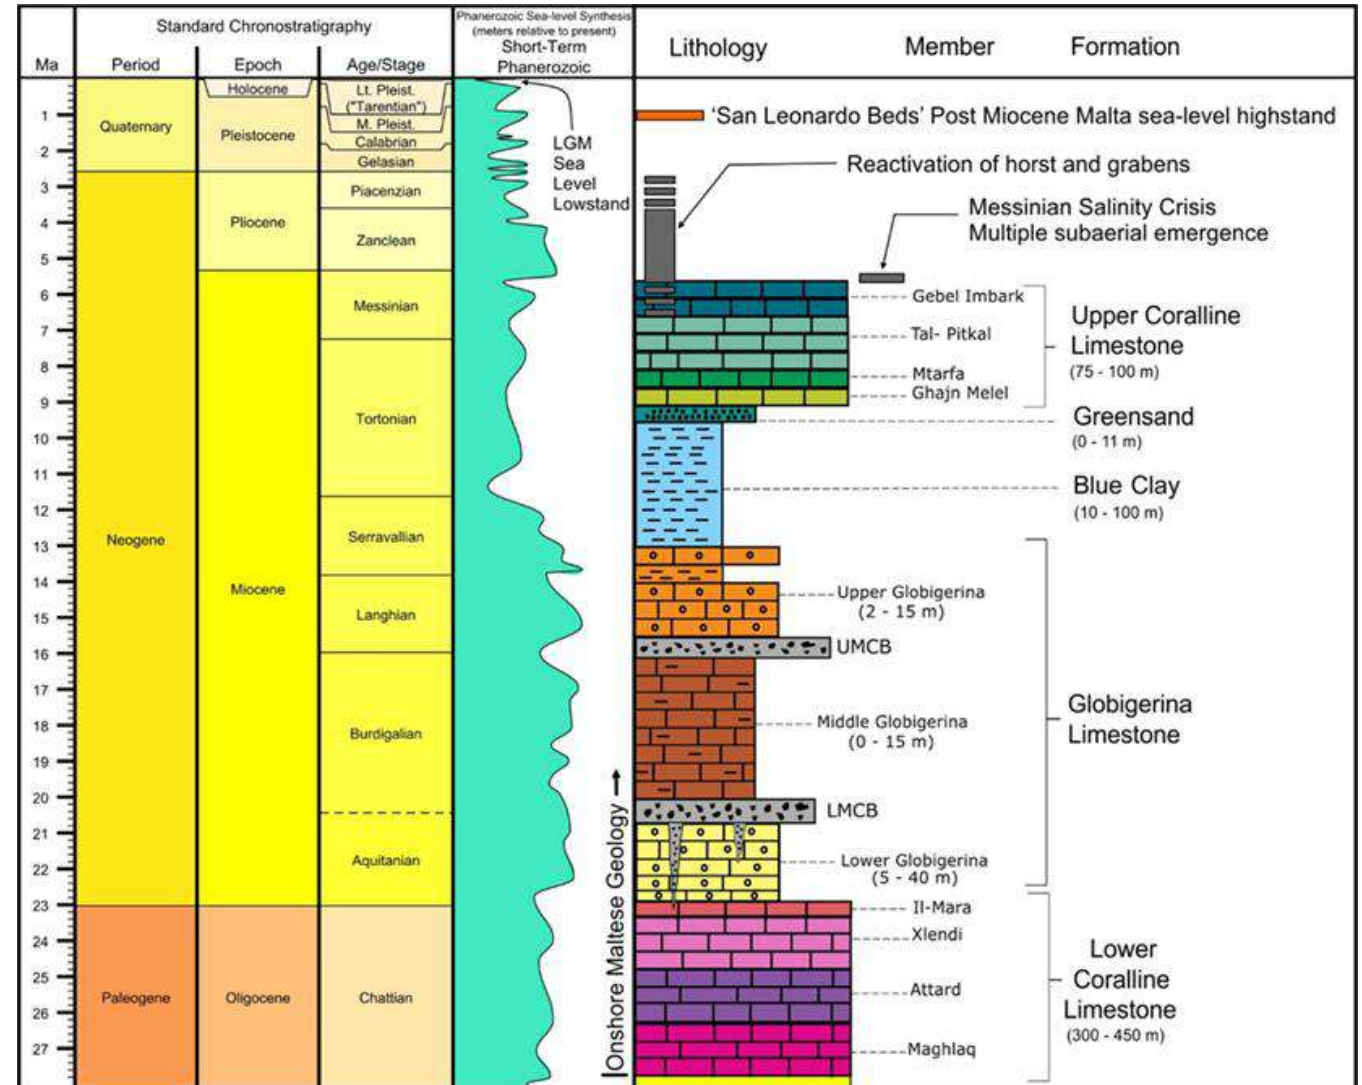 Standard Chronostratigraphy
Phanerozoic Sea-level Synthesis
(meters relative to present)
Short-Term
Phanerozoic
Ma
Period
Epoch
Age/Stage
Lithology
Member
Formation
1
2
3
4
5
6
7
8
9
10
11
12
13
14
15
16
17
18
19
20
21
22
23
24
25
26
27
Quaternary
Neogene
Paleogene
Holocene
Pleistocene
Pliocene
Miocene
Oligocene
Lt. Pleist.
("Tarentian")
M. Pleist.
Calabrian
Gelasian
Piacenzian
Zanclean
Messinian
Tortonian
Serravallian
Langhian
Burdigalian
Aquitanian
Chattian
LGM
Sea
Level
Lowstand
Onshore Maltese Geology
'San Leonardo Beds' Post Miocene Malta sea-level highstand
Reactivation of horst and grabens
Messinian Salinity Crisis
Multiple subaerial emergence
Gebel Imbark
Tal- Pitkal
Mtarfa
Ghajn Melel
Upper Coralline
Limestone
(75 - 100 m)
Greensand
(0 - 11 m)
Blue Clay
(10 - 100 m)
Upper Globigerina
(2 - 15 m)
UMCB
Middle Globigerina
(0 - 15 m)
LMCB
Lower Globigerina
(5 - 40 m)
Globigerina
Limestone
Il-Mara
Xlendi
Attard
Maghlaq
Lower
Coralline
Limestone
(300 - 450 m)